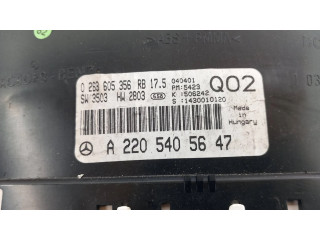 0 263 605 356 RB 17.5
040401
PM:5423
Q02
SW 3503 HW 2803
K :506242
S :1430010120
Made in
Hungary
A 220 540 56 47